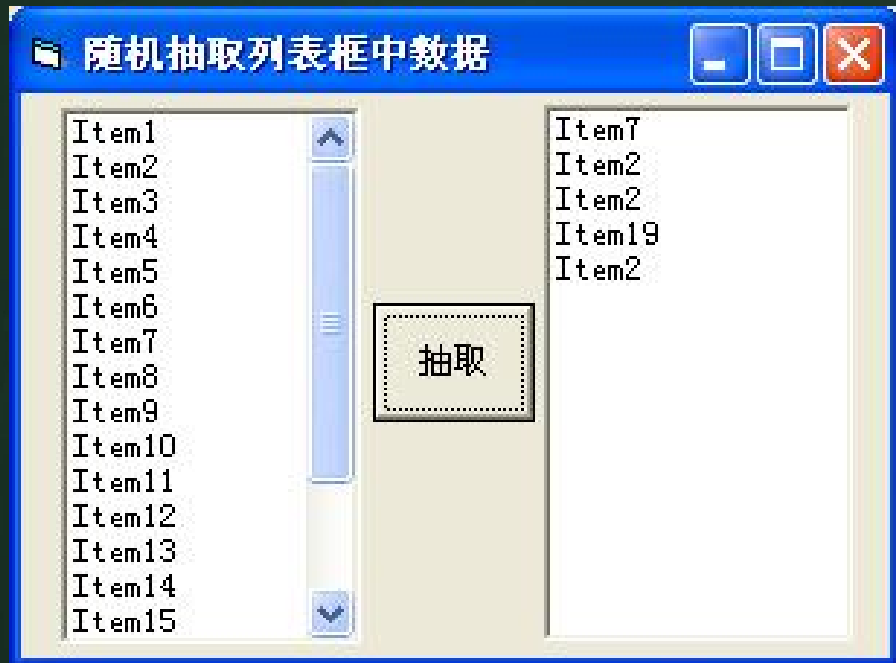 随机抽取列表框中数据
Item1
Item2
Item3
Item4
Item5
Item6
Item7
Item8
Item9
Item10
Item11
Item12
Item13
Item14
Item15
抽取
Item7
Item2
Item2
Item19
Item2